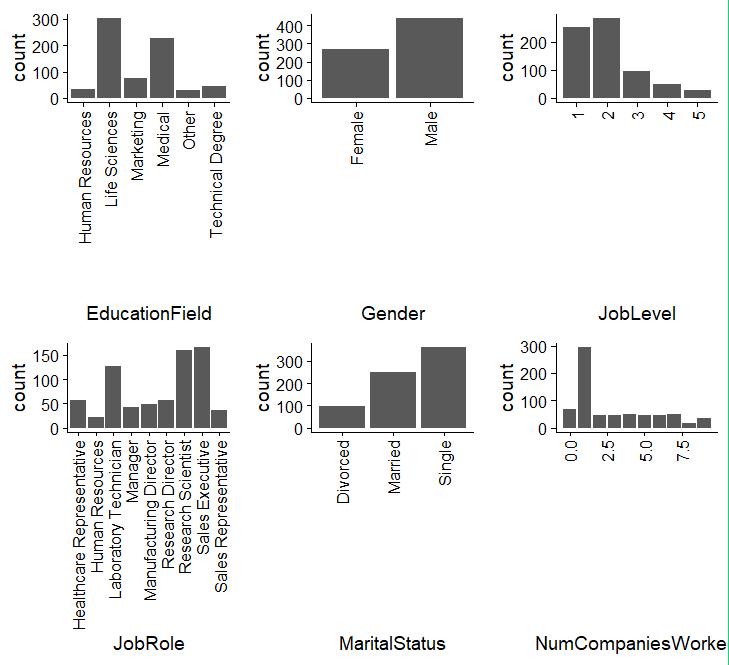 count
300
200
100
0
Human Resources
Life Sciences
Marketing
Medical
Other
Technical Degree
EducationField
count
400
300
200
100
0
Female
Male
Gender
count
200
100
0
1
2
3
4
5
JobLevel
count
150
100
50
0
Healthcare Representative
Human Resources
Laboratory Technician
Manager
Manufacturing Director
Research Director
Research Scientist
Sales Executive
Sales Representative
JobRole
count
300
200
100
0
Divorced
Married
Single
MaritalStatus
count
300
200
100
0
0.0
2.5
5.0
7.5
NumCompaniesWorke